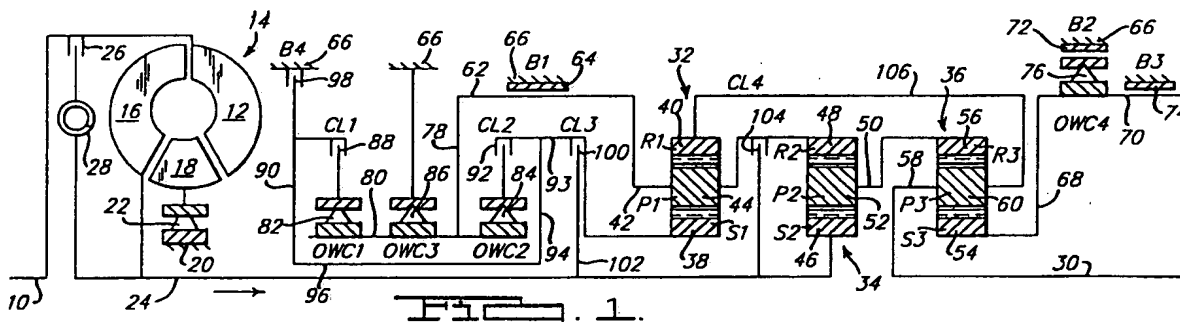 26
14
B4
66
98
66
66
B1
64
32
72
B2
66
76
B3
62
CL4
106
36
16
12
28
18
22
20
CL1
88
78
CL2
92
CL3
100
93
40
R1
104
48
R2
50
56
R3
58
OWC4
70
74
90
80
86
84
82
OWC1
OWC3
OWC2
94
42
P1
44
P2
52
P3
60
68
S1
38
S2
46
34
S3
54
30
10
24
96
102
FIG. 1.